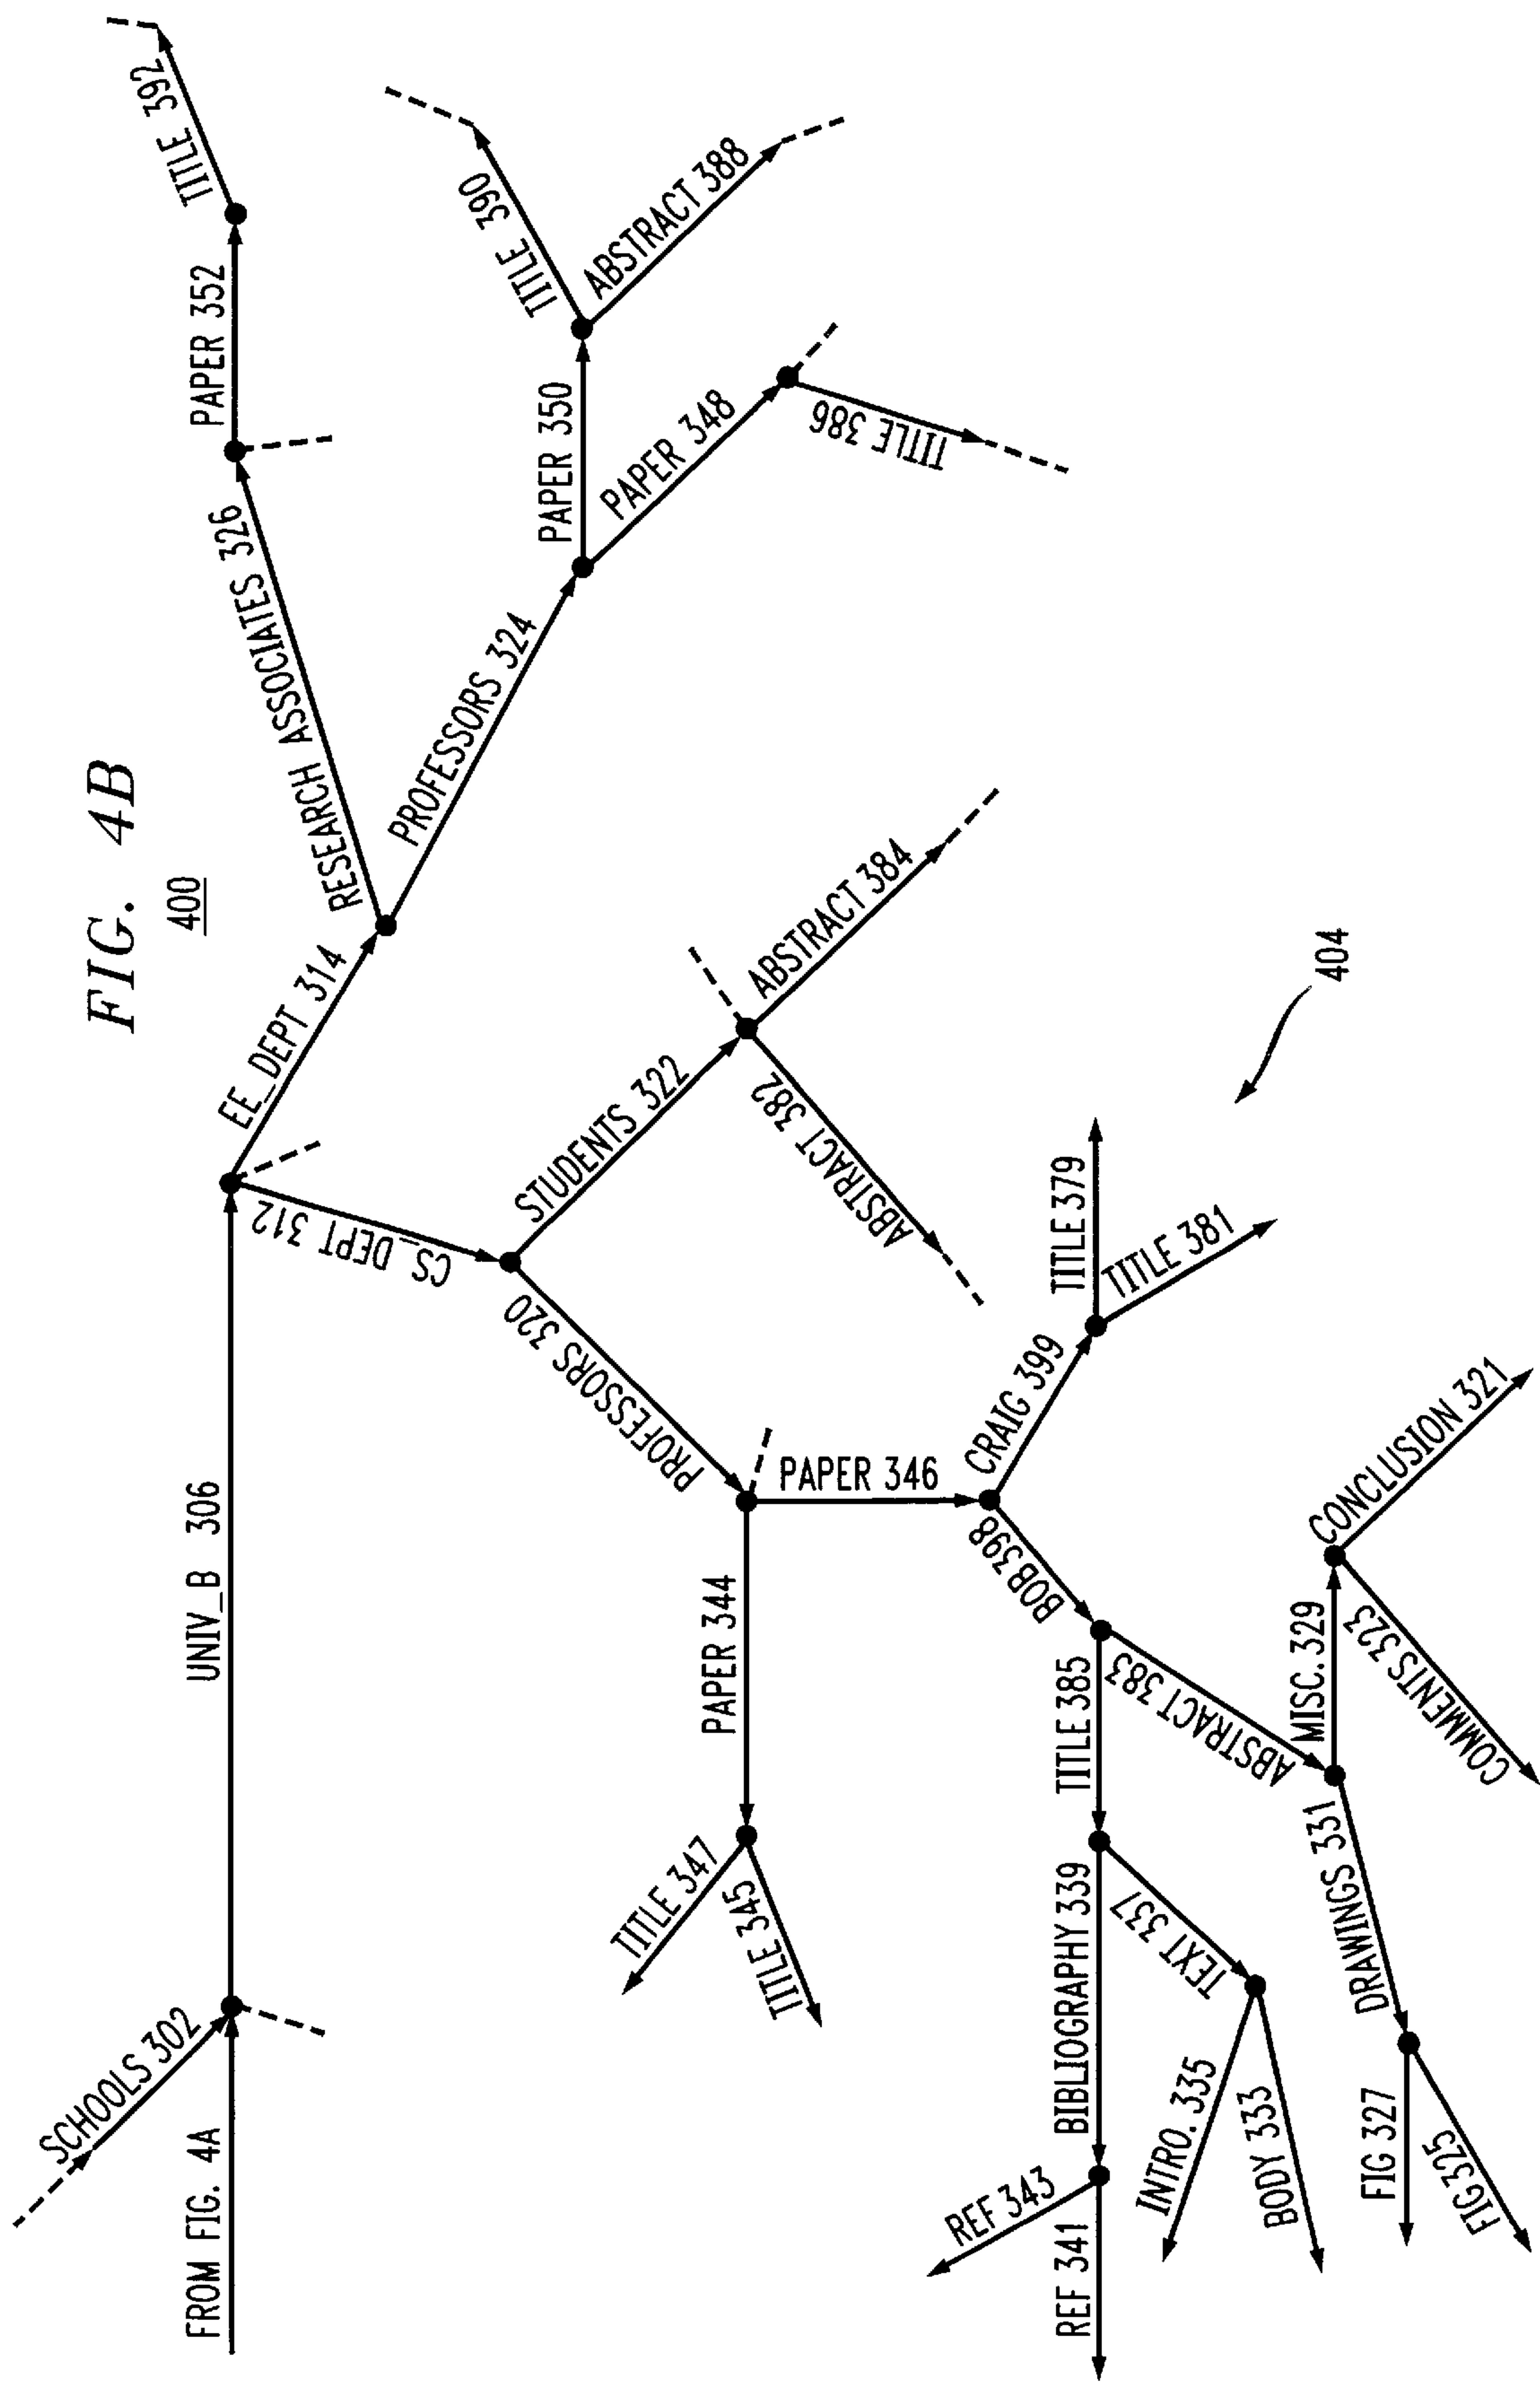 FIG. 4B
400
FROM FIG. 4A
SCHOOLS 302
UNIV_B 306
EE_DEPT 314
RESEARCH ASSOCIATES 326
PAPER 352
TITLE 392
PROFESSORS 324
PAPER 350
TITLE 390
ABSTRACT 388
PAPER 348
TITLE 386
CS_DEPT 312
STUDENTS 322
ABSTRACT 384
ABSTRACT 382
PROFESSORS 320
PAPER 344
TITLE 347
TITLE 345
PAPER 346
CRAIG 399
TITLE 379
TITLE 381
BOB 398
TITLE 385
BIBLIOGRAPHY 339
REF 343
REF 341
TEXT 337
INTRO. 335
BODY 333
ABSTRACT 383
MISC. 329
CONCLUSION 321
COMMENTS 323
DRAWINGS 331
FIG 327
FIG 325
404